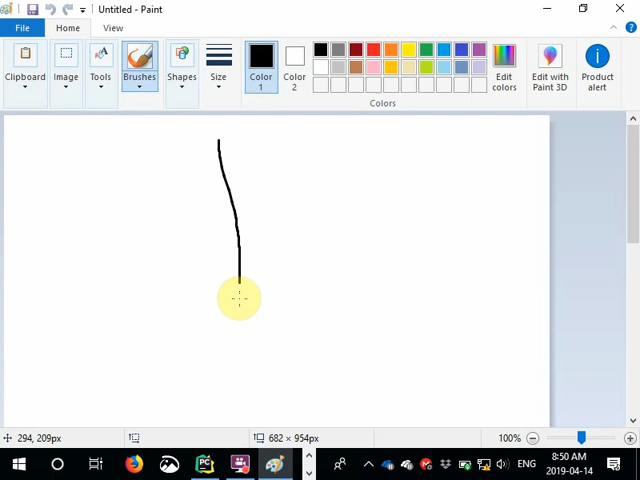 Untitled - Paint
File Home View
Clipboard Image Tools Brushes Shapes Size Color 1 Color 2 Edit colors Edit with Paint 3D Product alert
Colors
294, 209px 682 × 954px 100%
PC
ENG 8:50 AM
2019-04-14